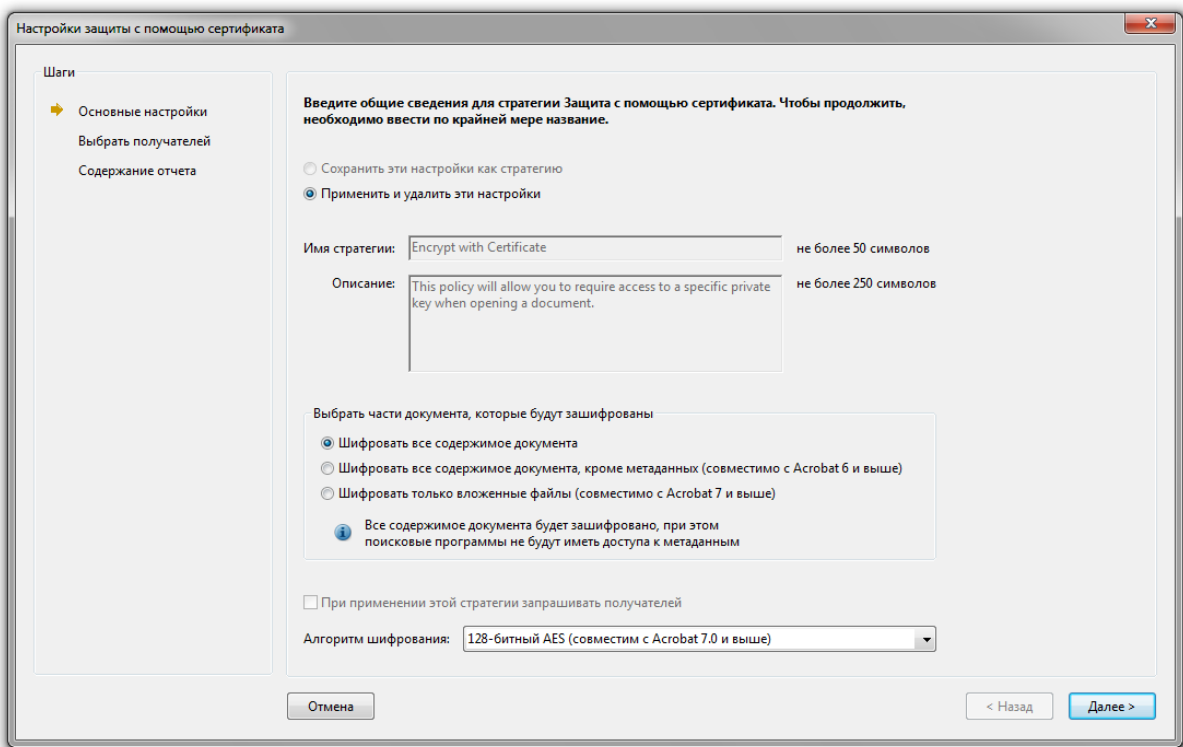 Настройки защиты с помощью сертификата
Шаги
Основные настройки
Выбрать получателей
Содержание отчета
Введите общие сведения для стратегии Защита с помощью сертификата. Чтобы продолжить,
необходимо ввести по крайней мере название.
Сохранить эти настройки как стратегию
Применить и удалить эти настройки
Имя стратегии: Encrypt with Certificate не более 50 символов
Описание: This policy will allow you to require access to a specific private не более 250 символов
key when opening a document.
Выбрать части документа, которые будут зашифрованы
Шифровать все содержимое документа
Шифровать все содержимое документа, кроме метаданных (совместимо с Acrobat 6 и выше)
Шифровать только вложенные файлы (совместимо с Acrobat 7 и выше)
Все содержимое документа будет зашифровано, при этом
поисковые программы не будут иметь доступа к метаданным
При применении этой стратегии запрашивать получателей
Алгоритм шифрования: 128-битный AES (совместим с Acrobat 7.0 и выше)
Отмена < Назад Далее >